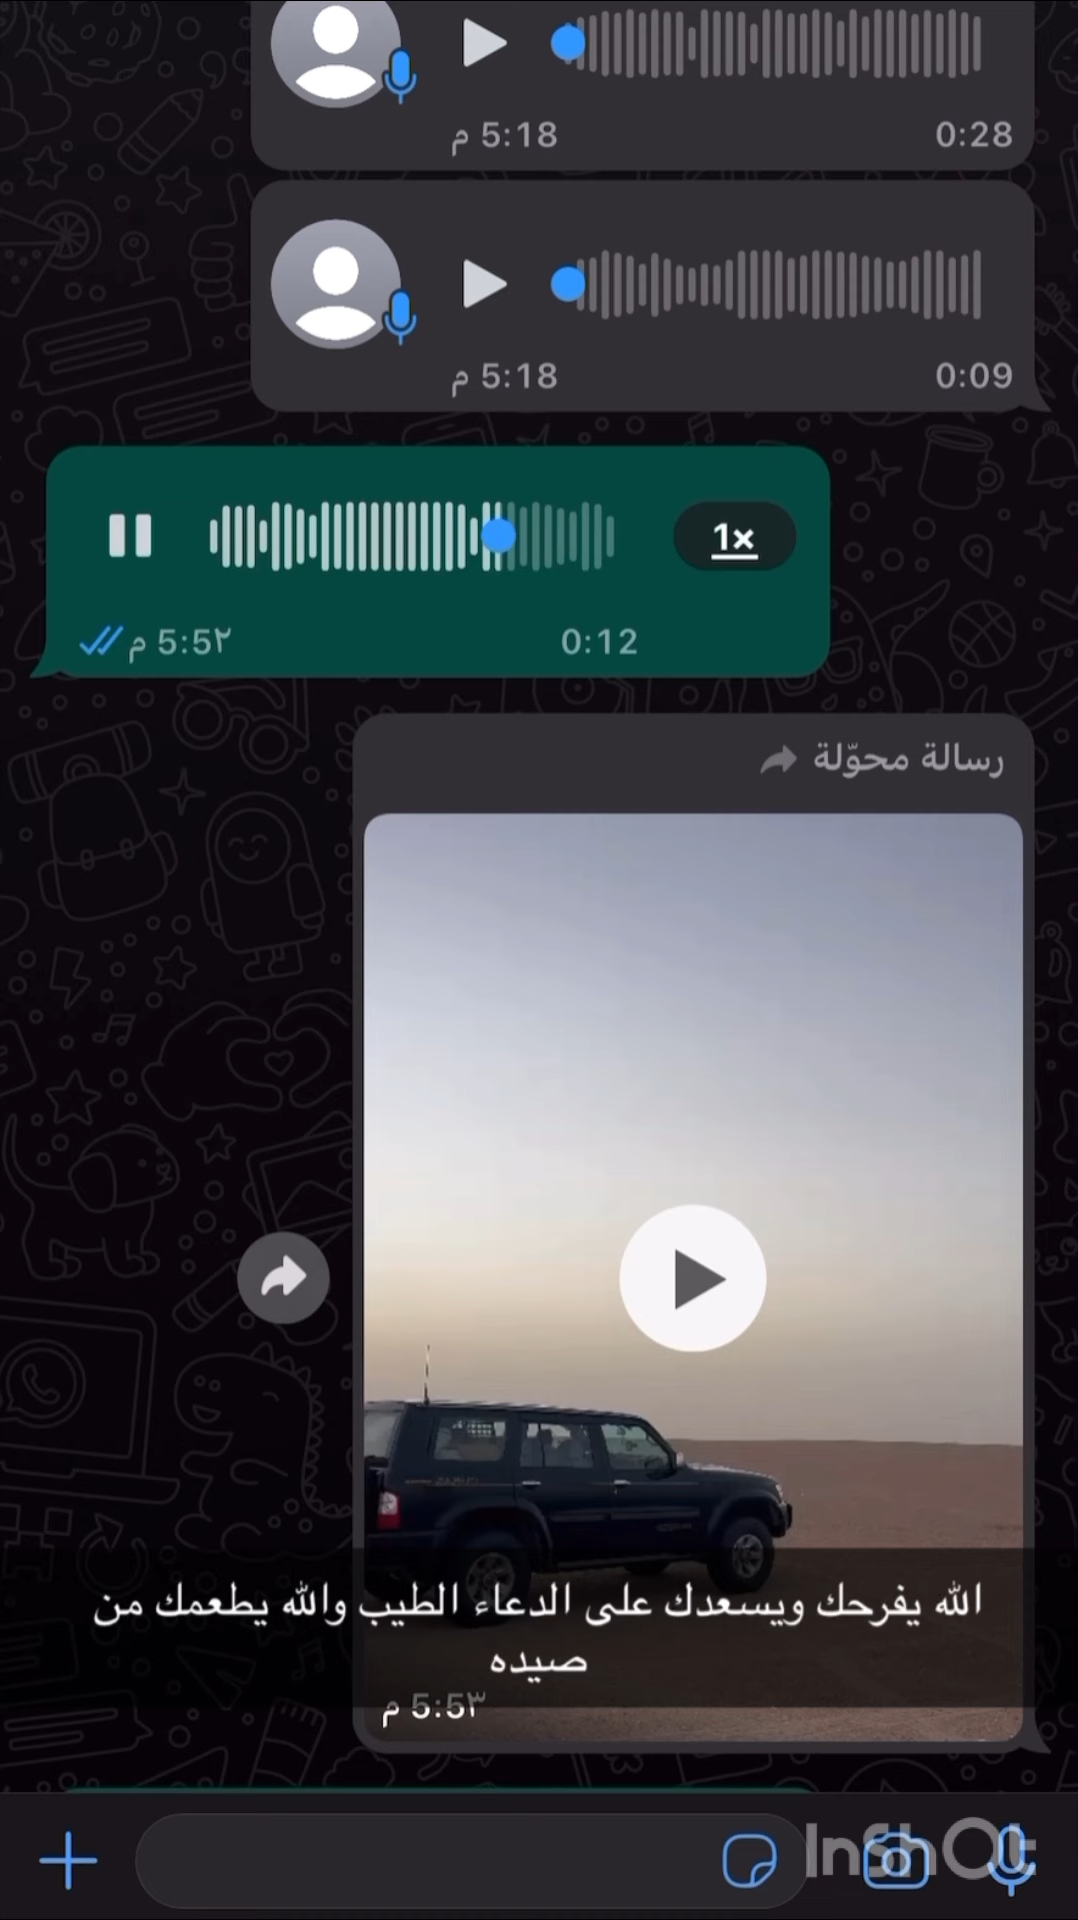 5:18 م
0:28
5:18 م
0:09
1×
5:5٢ م
0:12
رسالة محوّلة
الله يفرحك ويسعدك على الدعاء الطيب والله يطعمك من
صيده
5:5٣ م
InShOt